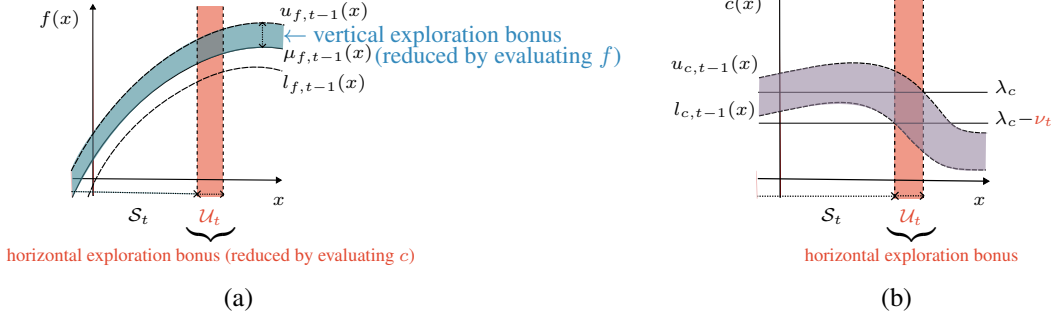 f(x)
u_{f,t−1}(x)
← vertical exploration bonus
μ_{f,t−1}(x) (reduced by evaluating f)
l_{f,t−1}(x)
x
S_t
U_t
horizontal exploration bonus (reduced by evaluating c)
(a)
c(x)
u_{c,t−1}(x)
λ_c
l_{c,t−1}(x)
λ_c−ν_t
x
S_t
U_t
horizontal exploration bonus
(b)